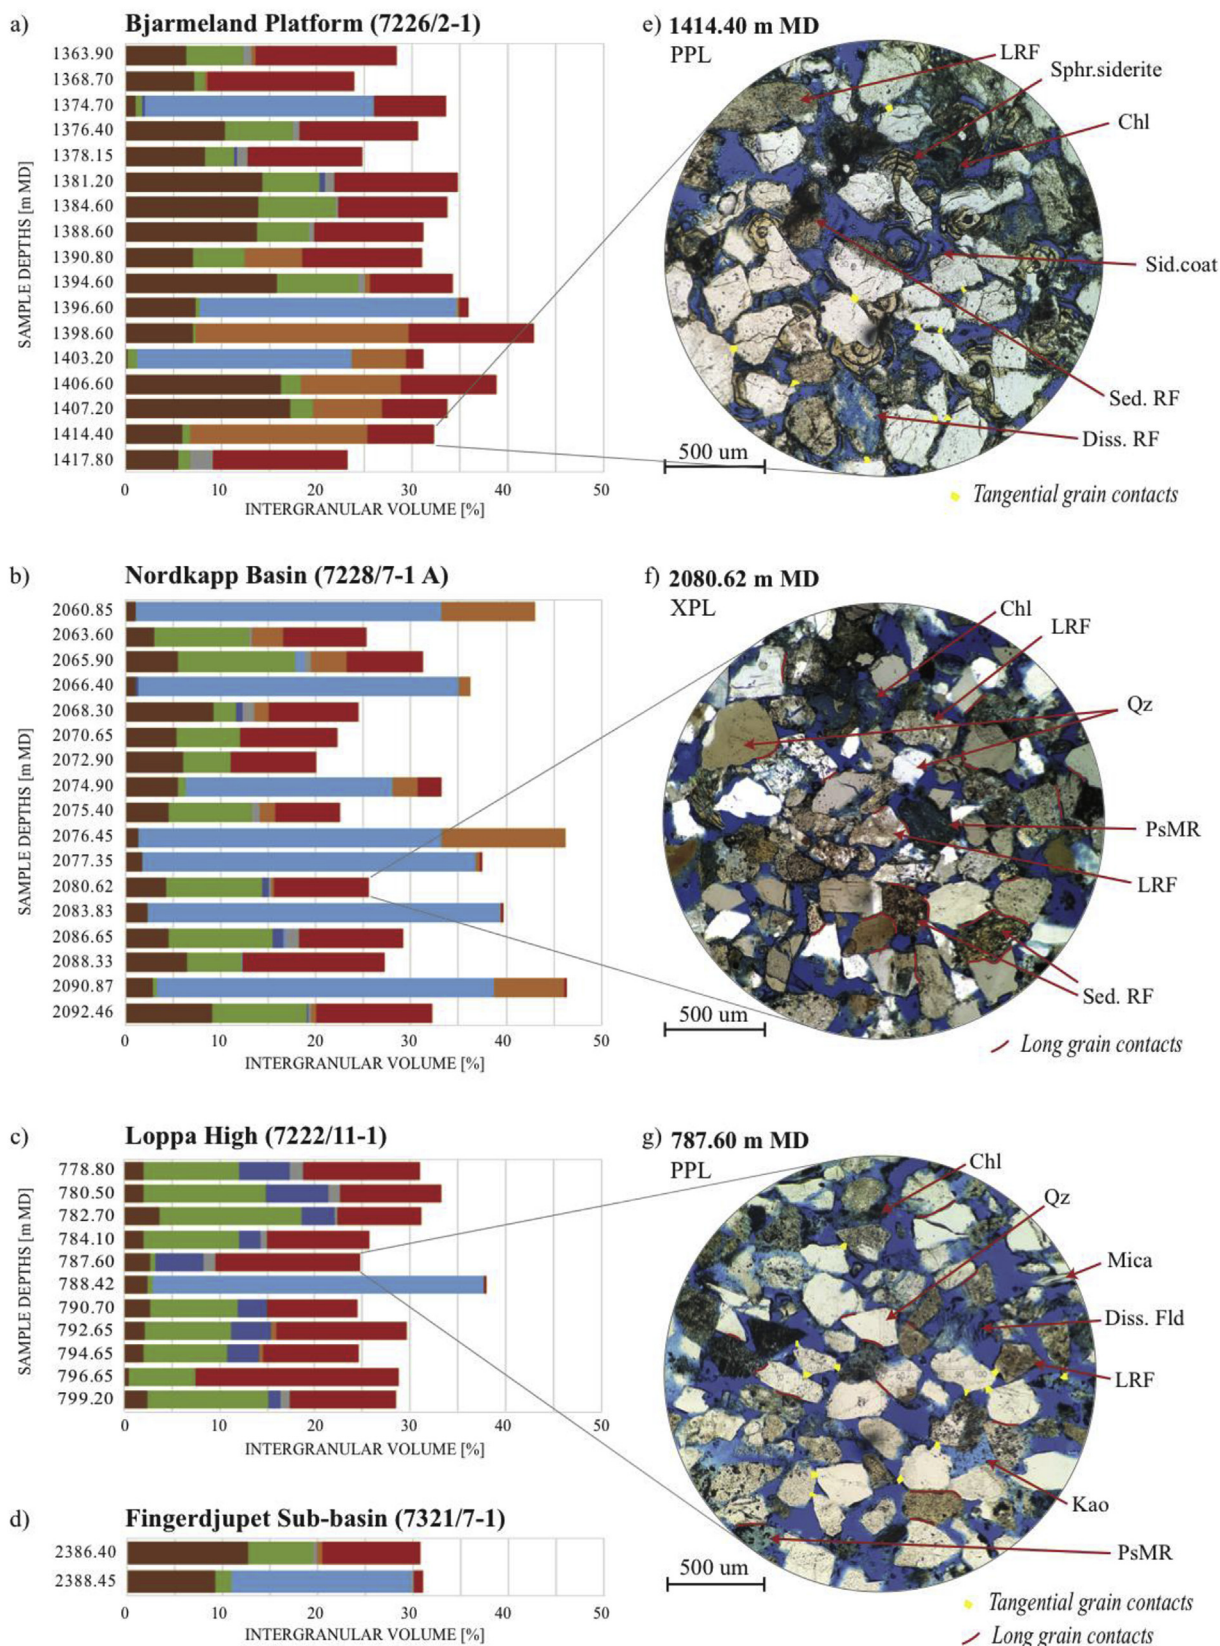 a)
Bjarmeland Platform (7226/2-1)
SAMPLE DEPTHS [m MD]
1363.90
1368.70
1374.70
1376.40
1378.15
1381.20
1384.60
1388.60
1390.80
1394.60
1396.60
1398.60
1403.20
1406.60
1407.20
1414.40
1417.80
0 10 20 30 40 50
INTERGRANULAR VOLUME [%]
e) 1414.40 m MD
PPL
LRF
Sphr.siderite
Chl
Sid.coat
Sed. RF
Diss. RF
500 um
Tangential grain contacts
b)
Nordkapp Basin (7228/7-1 A)
SAMPLE DEPTHS [m MD]
2060.85
2063.60
2065.90
2066.40
2068.30
2070.65
2072.90
2074.90
2075.40
2076.45
2077.35
2080.62
2083.83
2086.65
2088.33
2090.87
2092.46
0 10 20 30 40 50
INTERGRANULAR VOLUME [%]
f) 2080.62 m MD
XPL
Chl
LRF
Qz
PsMR
LRF
Sed. RF
500 um
Long grain contacts
c)
Loppa High (7222/11-1)
SAMPLE DEPTHS [m MD]
778.80
780.50
782.70
784.10
787.60
788.42
790.70
792.65
794.65
796.65
799.20
0 10 20 30 40 50
INTERGRANULAR VOLUME [%]
g) 787.60 m MD
PPL
Chl
Qz
Mica
Diss. Fld
LRF
Kao
PsMR
500 um
Tangential grain contacts
Long grain contacts
d)
Fingerdjupet Sub-basin (7321/7-1)
2386.40
2388.45
0 10 20 30 40 50
INTERGRANULAR VOLUME [%]